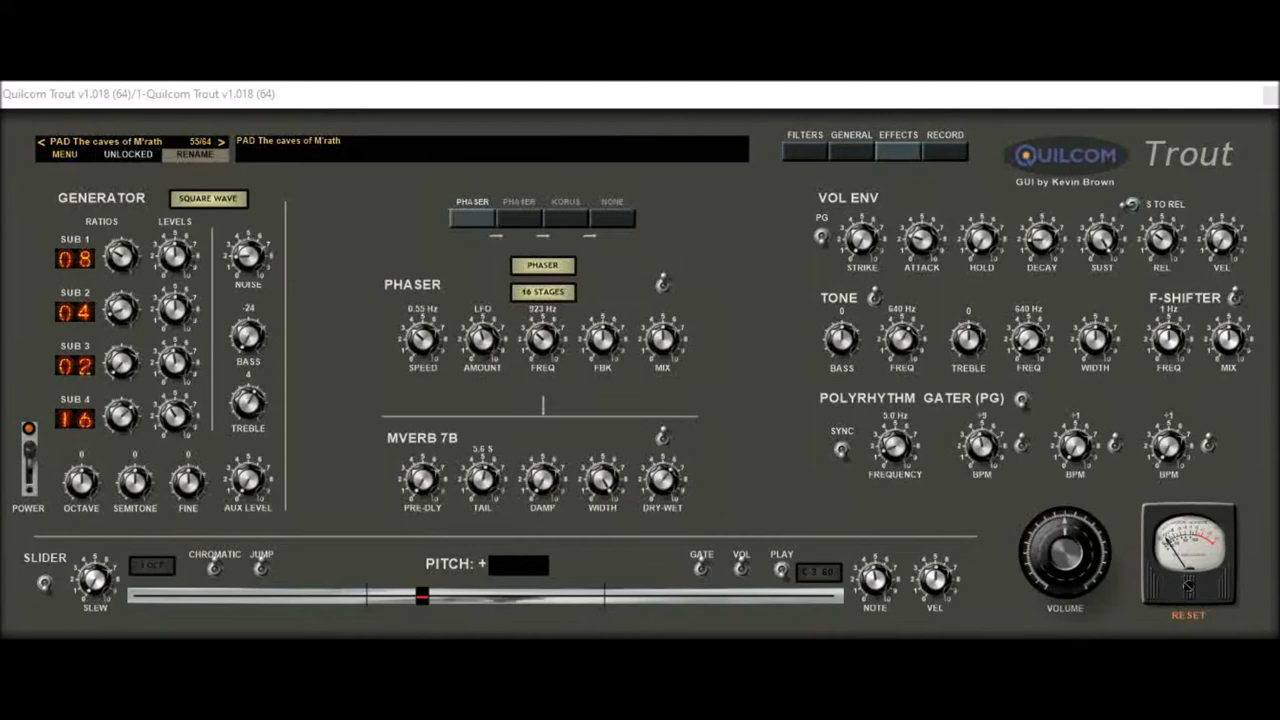 Quilcom Trout v1.018 (64)/1-Quilcom Trout v1.018 (64)
< PAD The caves of M'rath 55/64 >
MENU UNLOCKED RENAME
PAD The caves of M'rath
FILTERS GENERAL EFFECTS RECORD
QUILCOM Trout
GUI by Kevin Brown
GENERATOR SQUARE WAVE
RATIOS LEVELS
SUB 1
08
SUB 2
04
SUB 3
02
SUB 4
16
NOISE
-24
BASS
4
TREBLE
POWER
0 0 0
OCTAVE SEMITONE FINE AUX LEVEL
PHASER PHASER KORUS NONE
PHASER
PHASER
16 STAGES
0.55 Hz LFO 923 Hz
SPEED AMOUNT FREQ FBK MIX
MVERB 7B
5.6 S
PRE-DLY TAIL DAMP WIDTH DRY-WET
VOL ENV
S TO REL
PG
STRIKE ATTACK HOLD DECAY SUST REL VEL
TONE
0 640 Hz 0 640 Hz
BASS FREQ TREBLE FREQ WIDTH
F-SHIFTER
1 Hz
FREQ MIX
POLYRHYTHM GATER (PG)
SYNC
5.0 Hz
FREQUENCY
BPM
+1
BPM
+1
BPM
SLIDER
SLEW
1 OCT
CHROMATIC JUMP
PITCH: +
GATE VOL PLAY
C 3 60
NOTE VEL
VOLUME
RESET